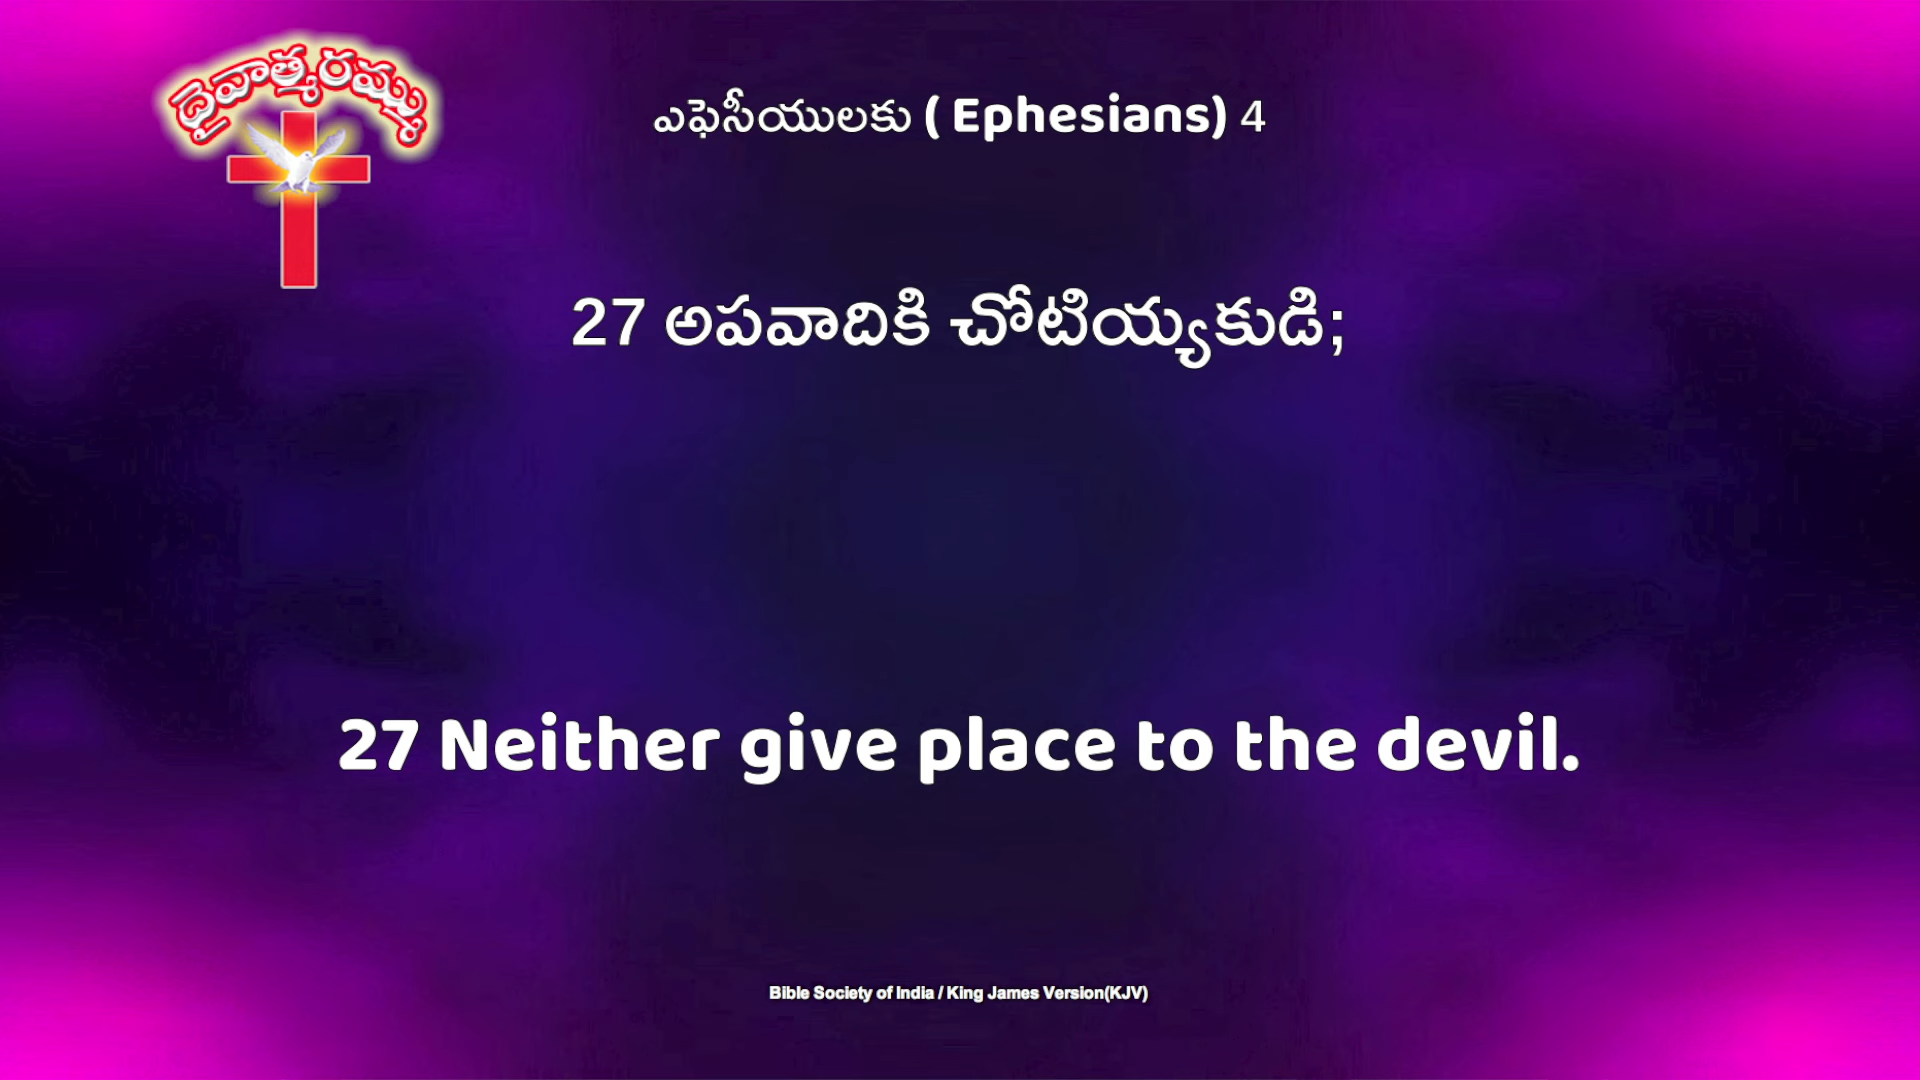 దైవాత్మరమ్ము
ఎఫెసీయులకు ( Ephesians) 4
27 అపవాదికి చోటియ్యకుడి;
27 Neither give place to the devil.
Bible Society of India / King James Version(KJV)